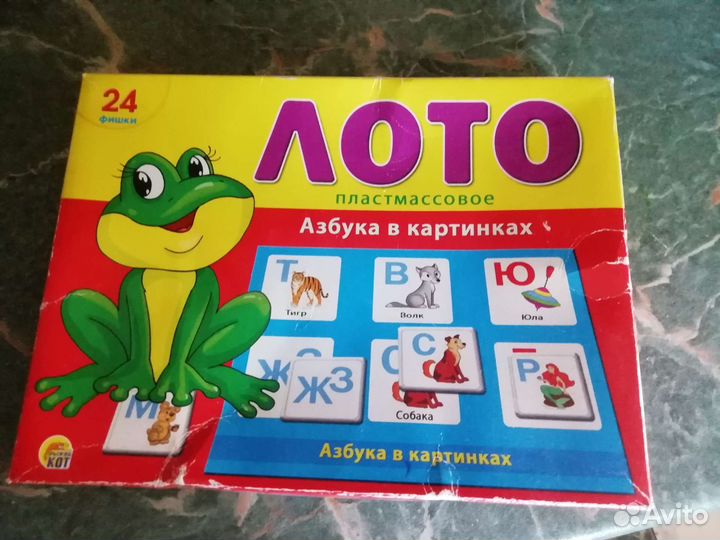 24
фишки
ЛОТО
пластмассовое
Азбука в картинках
Т
Тигр
В
Волк
Ю
Юла
Ж З
ЖЗ
С
С
Собака
Р
М
КОТ
Азбука в картинках
Avito